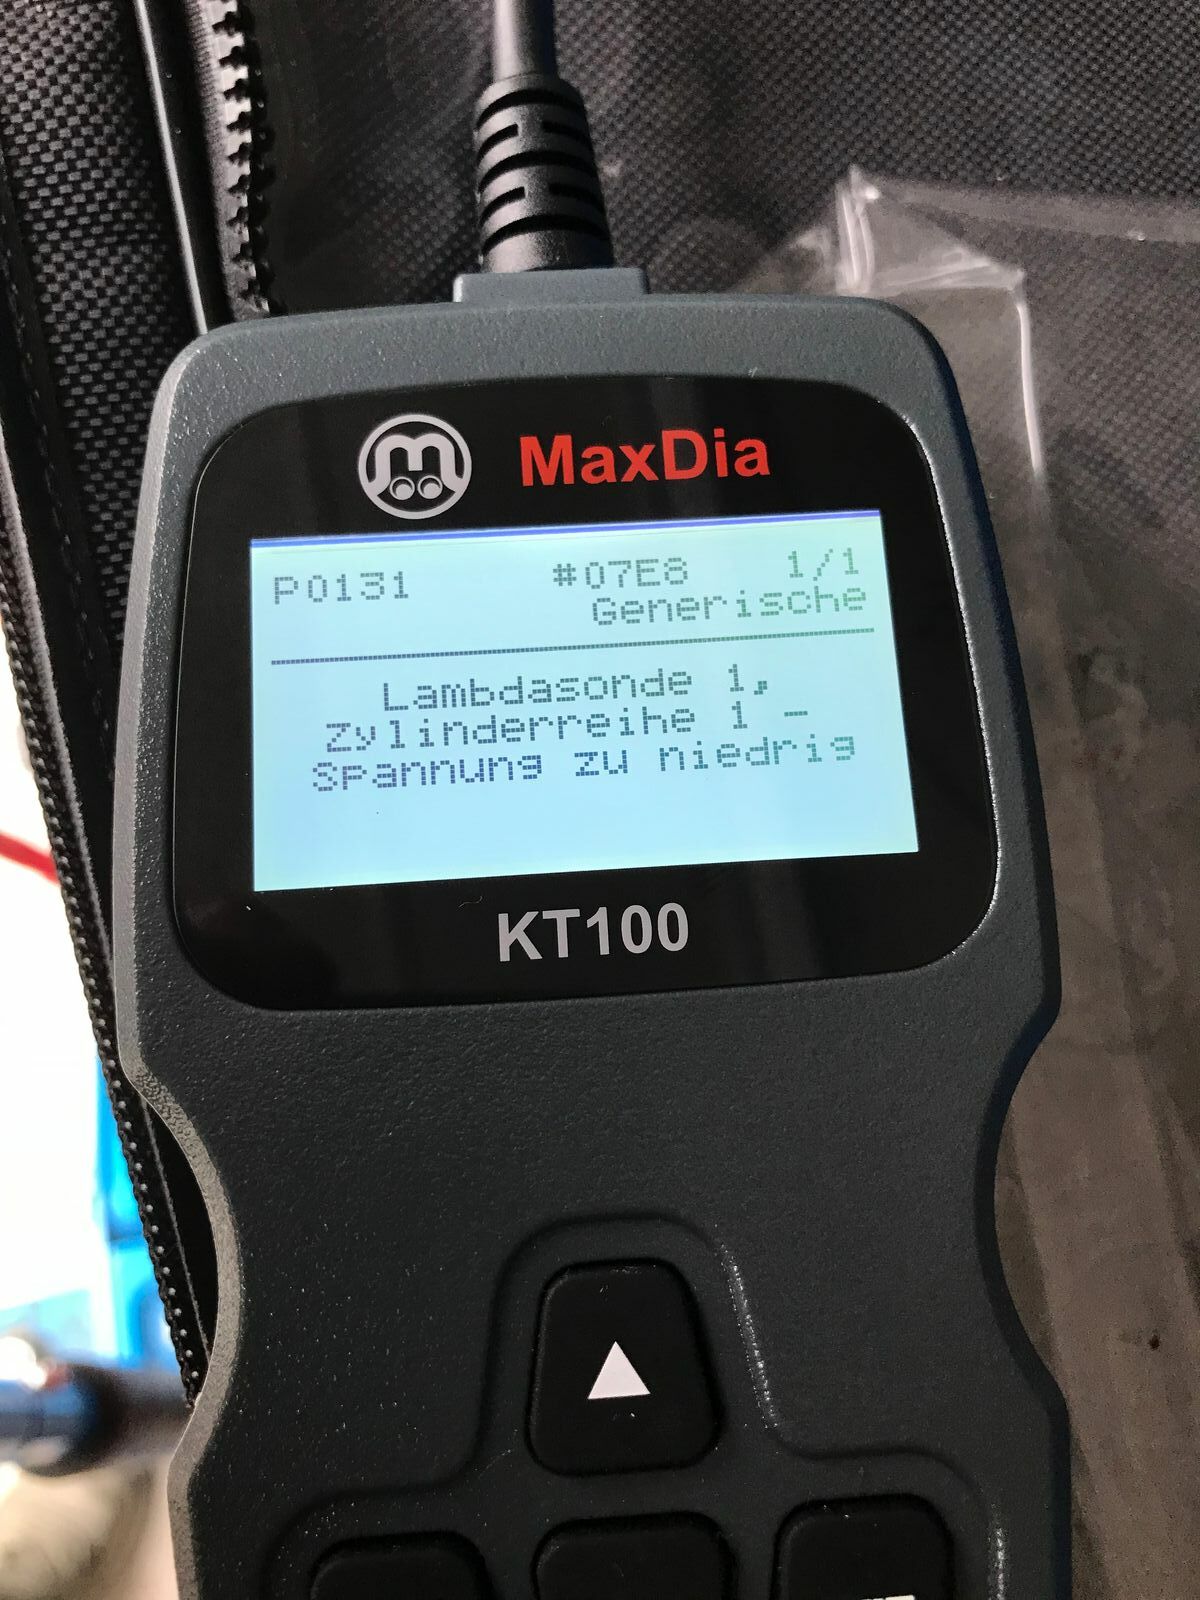 MaxDia
P0131 #07E8 1/1
Generische
Lambdasonde 1,
Zylinderreihe 1 -
Spannung zu niedrig
KT100